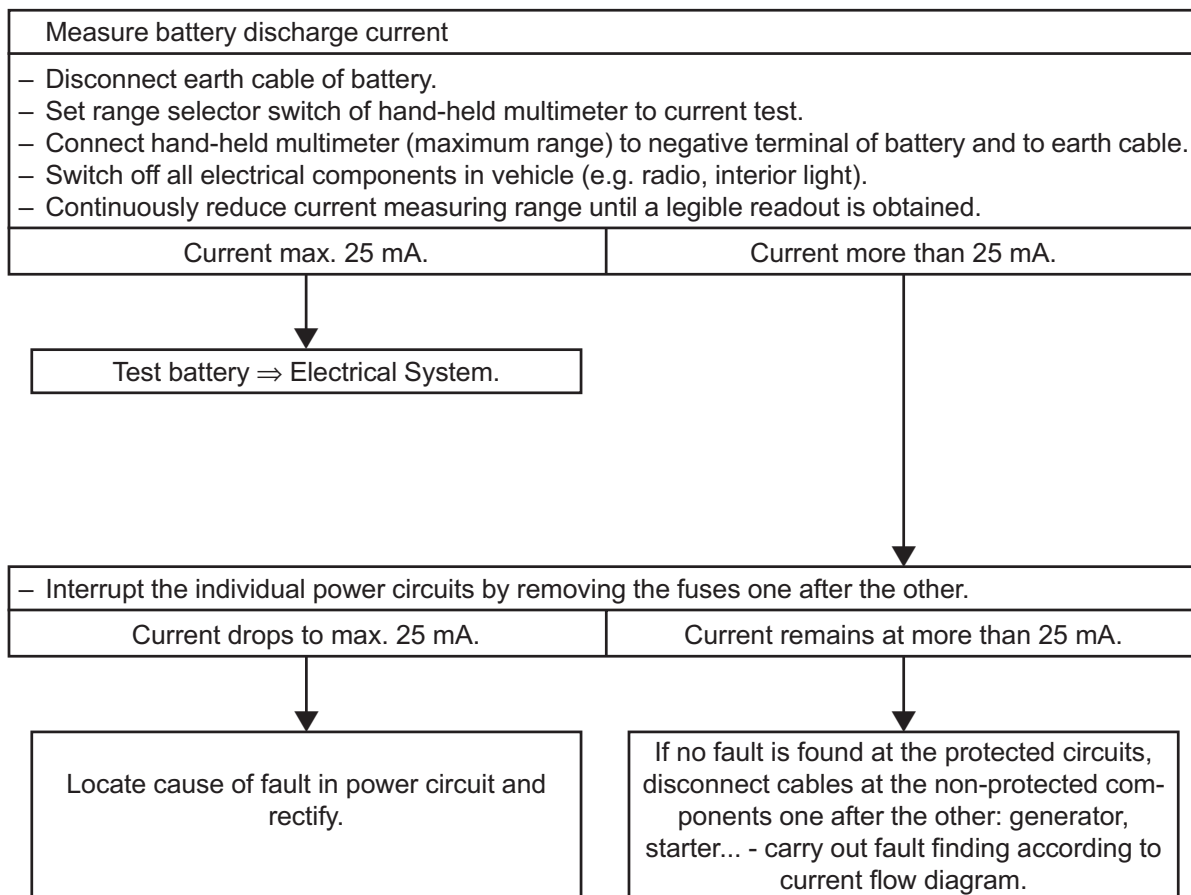 Measure battery discharge current
– Disconnect earth cable of battery.
– Set range selector switch of hand-held multimeter to current test.
– Connect hand-held multimeter (maximum range) to negative terminal of battery and to earth cable.
– Switch off all electrical components in vehicle (e.g. radio, interior light).
– Continuously reduce current measuring range until a legible readout is obtained.
Current max. 25 mA.
Current more than 25 mA.
Test battery ⇒ Electrical System.
– Interrupt the individual power circuits by removing the fuses one after the other.
Current drops to max. 25 mA.
Current remains at more than 25 mA.
Locate cause of fault in power circuit and
rectify.
If no fault is found at the protected circuits,
disconnect cables at the non-protected com-
ponents one after the other: generator,
starter... - carry out fault finding according to
current flow diagram.